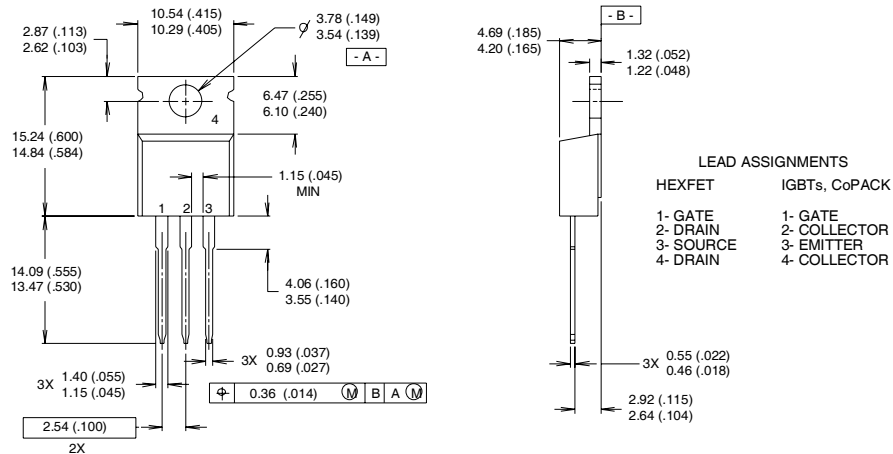 10.54 (.415)
10.29 (.405)
2.87 (.113)
2.62 (.103)
3.78 (.149)
3.54 (.139)
- A -
6.47 (.255)
6.10 (.240)
4
15.24 (.600)
14.84 (.584)
1.15 (.045)
MIN
1 2 3
14.09 (.555)
13.47 (.530)
4.06 (.160)
3.55 (.140)
3X 0.93 (.037)
0.69 (.027)
3X 1.40 (.055)
1.15 (.045)
⌖ 0.36 (.014) Ⓜ B A Ⓜ
2.54 (.100)
2X
- B -
4.69 (.185)
4.20 (.165)
1.32 (.052)
1.22 (.048)
3X 0.55 (.022)
0.46 (.018)
2.92 (.115)
2.64 (.104)
LEAD ASSIGNMENTS
HEXFET
1- GATE
2- DRAIN
3- SOURCE
4- DRAIN
IGBTs, CoPACK
1- GATE
2- COLLECTOR
3- EMITTER
4- COLLECTOR